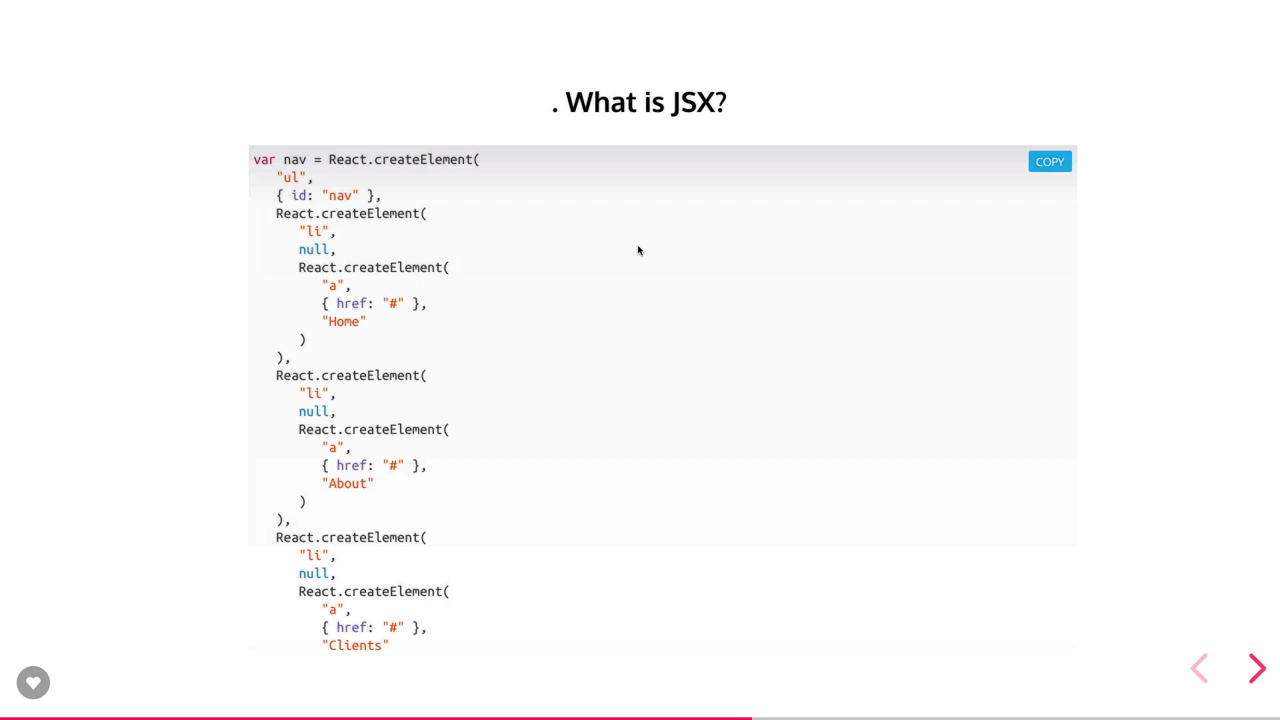 . What is JSX?
COPY
var nav = React.createElement(
   "ul",
   { id: "nav" },
   React.createElement(
      "li",
      null,
      React.createElement(
         "a",
         { href: "#" },
         "Home"
      )
   ),
   React.createElement(
      "li",
      null,
      React.createElement(
         "a",
         { href: "#" },
         "About"
      )
   ),
   React.createElement(
      "li",
      null,
      React.createElement(
         "a",
         { href: "#" },
         "Clients"